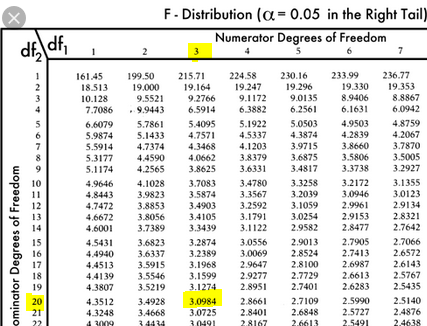 F - Distribution (α = 0.05 in the Right Tail)
df₂ df₁ Numerator Degrees of Freedom
1 2 3 4 5 6 7
1 161.45 199.50 215.71 224.58 230.16 233.99 236.77
2 18.513 19.000 19.164 19.247 19.296 19.330 19.353
3 10.128 9.5521 9.2766 9.1172 9.0135 8.9406 8.8867
4 7.7086 6.9443 6.5914 6.3882 6.2561 6.1631 6.0942
5 6.6079 5.7861 5.4095 5.1922 5.0503 4.9503 4.8759
6 5.9874 5.1433 4.7571 4.5337 4.3874 4.2839 4.2067
7 5.5914 4.7374 4.3468 4.1203 3.9715 3.8660 3.7870
8 5.3177 4.4590 4.0662 3.8379 3.6875 3.5806 3.5005
9 5.1174 4.2565 3.8625 3.6331 3.4817 3.3738 3.2927
10 4.9646 4.1028 3.7083 3.4780 3.3258 3.2172 3.1355
11 4.8443 3.9823 3.5874 3.3567 3.2039 3.0946 3.0123
12 4.7472 3.8853 3.4903 3.2592 3.1059 2.9961 2.9134
13 4.6672 3.8056 3.4105 3.1791 3.0254 2.9153 2.8321
14 4.6001 3.7389 3.3439 3.1122 2.9582 2.8477 2.7642
15 4.5431 3.6823 3.2874 3.0556 2.9013 2.7905 2.7066
16 4.4940 3.6337 3.2389 3.0069 2.8524 2.7413 2.6572
17 4.4513 3.5915 3.1968 2.9647 2.8100 2.6987 2.6143
18 4.4139 3.5546 3.1599 2.9277 2.7729 2.6613 2.5767
19 4.3807 3.5219 3.1274 2.8951 2.7401 2.6283 2.5435
20 4.3512 3.4928 3.0984 2.8661 2.7109 2.5990 2.5140
21 4.3248 3.4668 3.0725 2.8401 2.6848 2.5727 2.4876
22 4.3009 3.4434 3.0491 2.8167 2.6613 2.5491 2.4638
ominator Degrees of Freedom